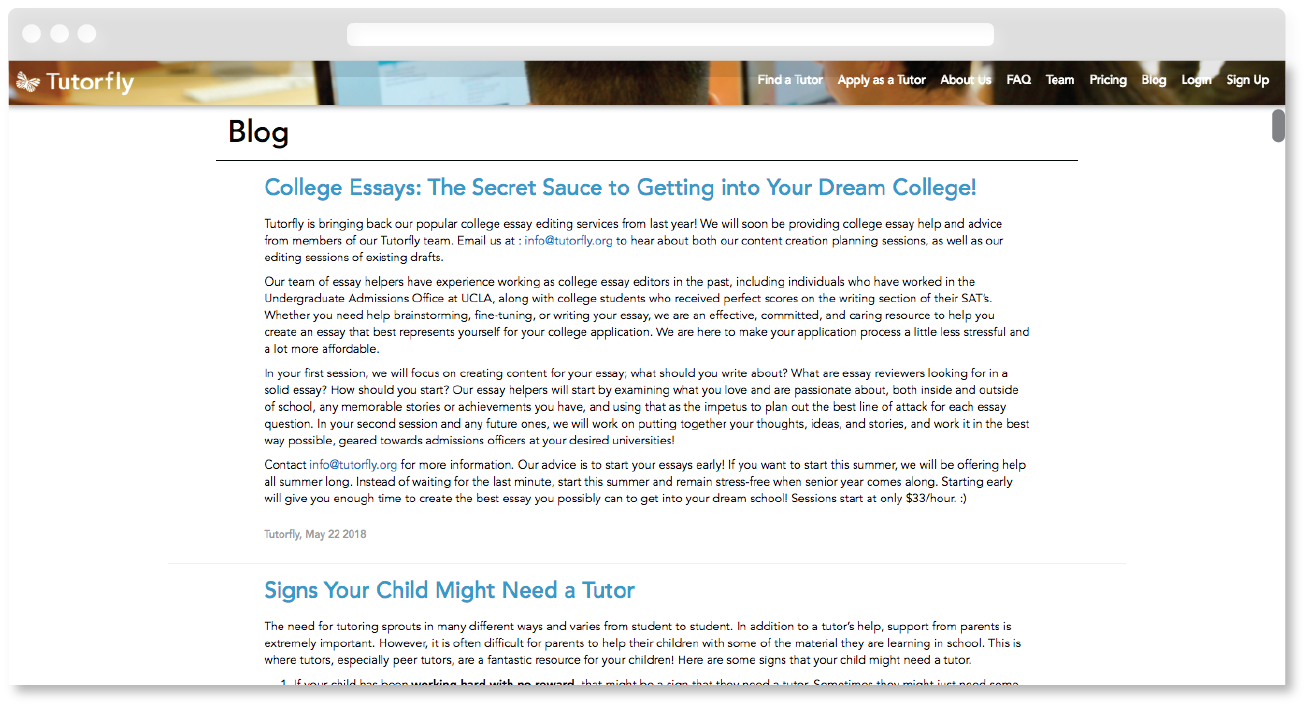 Tutorfly
Find a Tutor Apply as a Tutor About Us FAQ Team Pricing Blog Login Sign Up
Blog
College Essays: The Secret Sauce to Getting into Your Dream College!
Tutorfly is bringing back our popular college essay editing services from last year! We will soon be providing college essay help and advice
from members of our Tutorfly team. Email us at : info@tutorfly.org to hear about both our content creation planning sessions, as well as our
editing sessions of existing drafts.
Our team of essay helpers have experience working as college essay editors in the past, including individuals who have worked in the
Undergraduate Admissions Office at UCLA, along with college students who received perfect scores on the writing section of their SAT's.
Whether you need help brainstorming, fine-tuning, or writing your essay, we are an effective, committed, and caring resource to help you
create an essay that best represents yourself for your college application. We are here to make your application process a little less stressful and
a lot more affordable.
In your first session, we will focus on creating content for your essay; what should you write about? What are essay reviewers looking for in a
solid essay? How should you start? Our essay helpers will start by examining what you love and are passionate about, both inside and outside
of school, any memorable stories or achievements you have, and using that as the impetus to plan out the best line of attack for each essay
question. In your second session and any future ones, we will work on putting together your thoughts, ideas, and stories, and work it in the best
way possible, geared towards admissions officers at your desired universities!
Contact info@tutorfly.org for more information. Our advice is to start your essays early! If you want to start this summer, we will be offering help
all summer long. Instead of waiting for the last minute, start this summer and remain stress-free when senior year comes along. Starting early
will give you enough time to create the best essay you possibly can to get into your dream school! Sessions start at only $33/hour. :)
Tutorfly, May 22 2018
Signs Your Child Might Need a Tutor
The need for tutoring sprouts in many different ways and varies from student to student. In addition to a tutor's help, support from parents is
extremely important. However, it is often difficult for parents to help their children with some of the material they are learning in school. This is
where tutors, especially peer tutors, are a fantastic resource for your children! Here are some signs that your child might need a tutor.
1. If your child has been working hard with no reward, that might be a sign that they need a tutor. Sometimes they might just need some